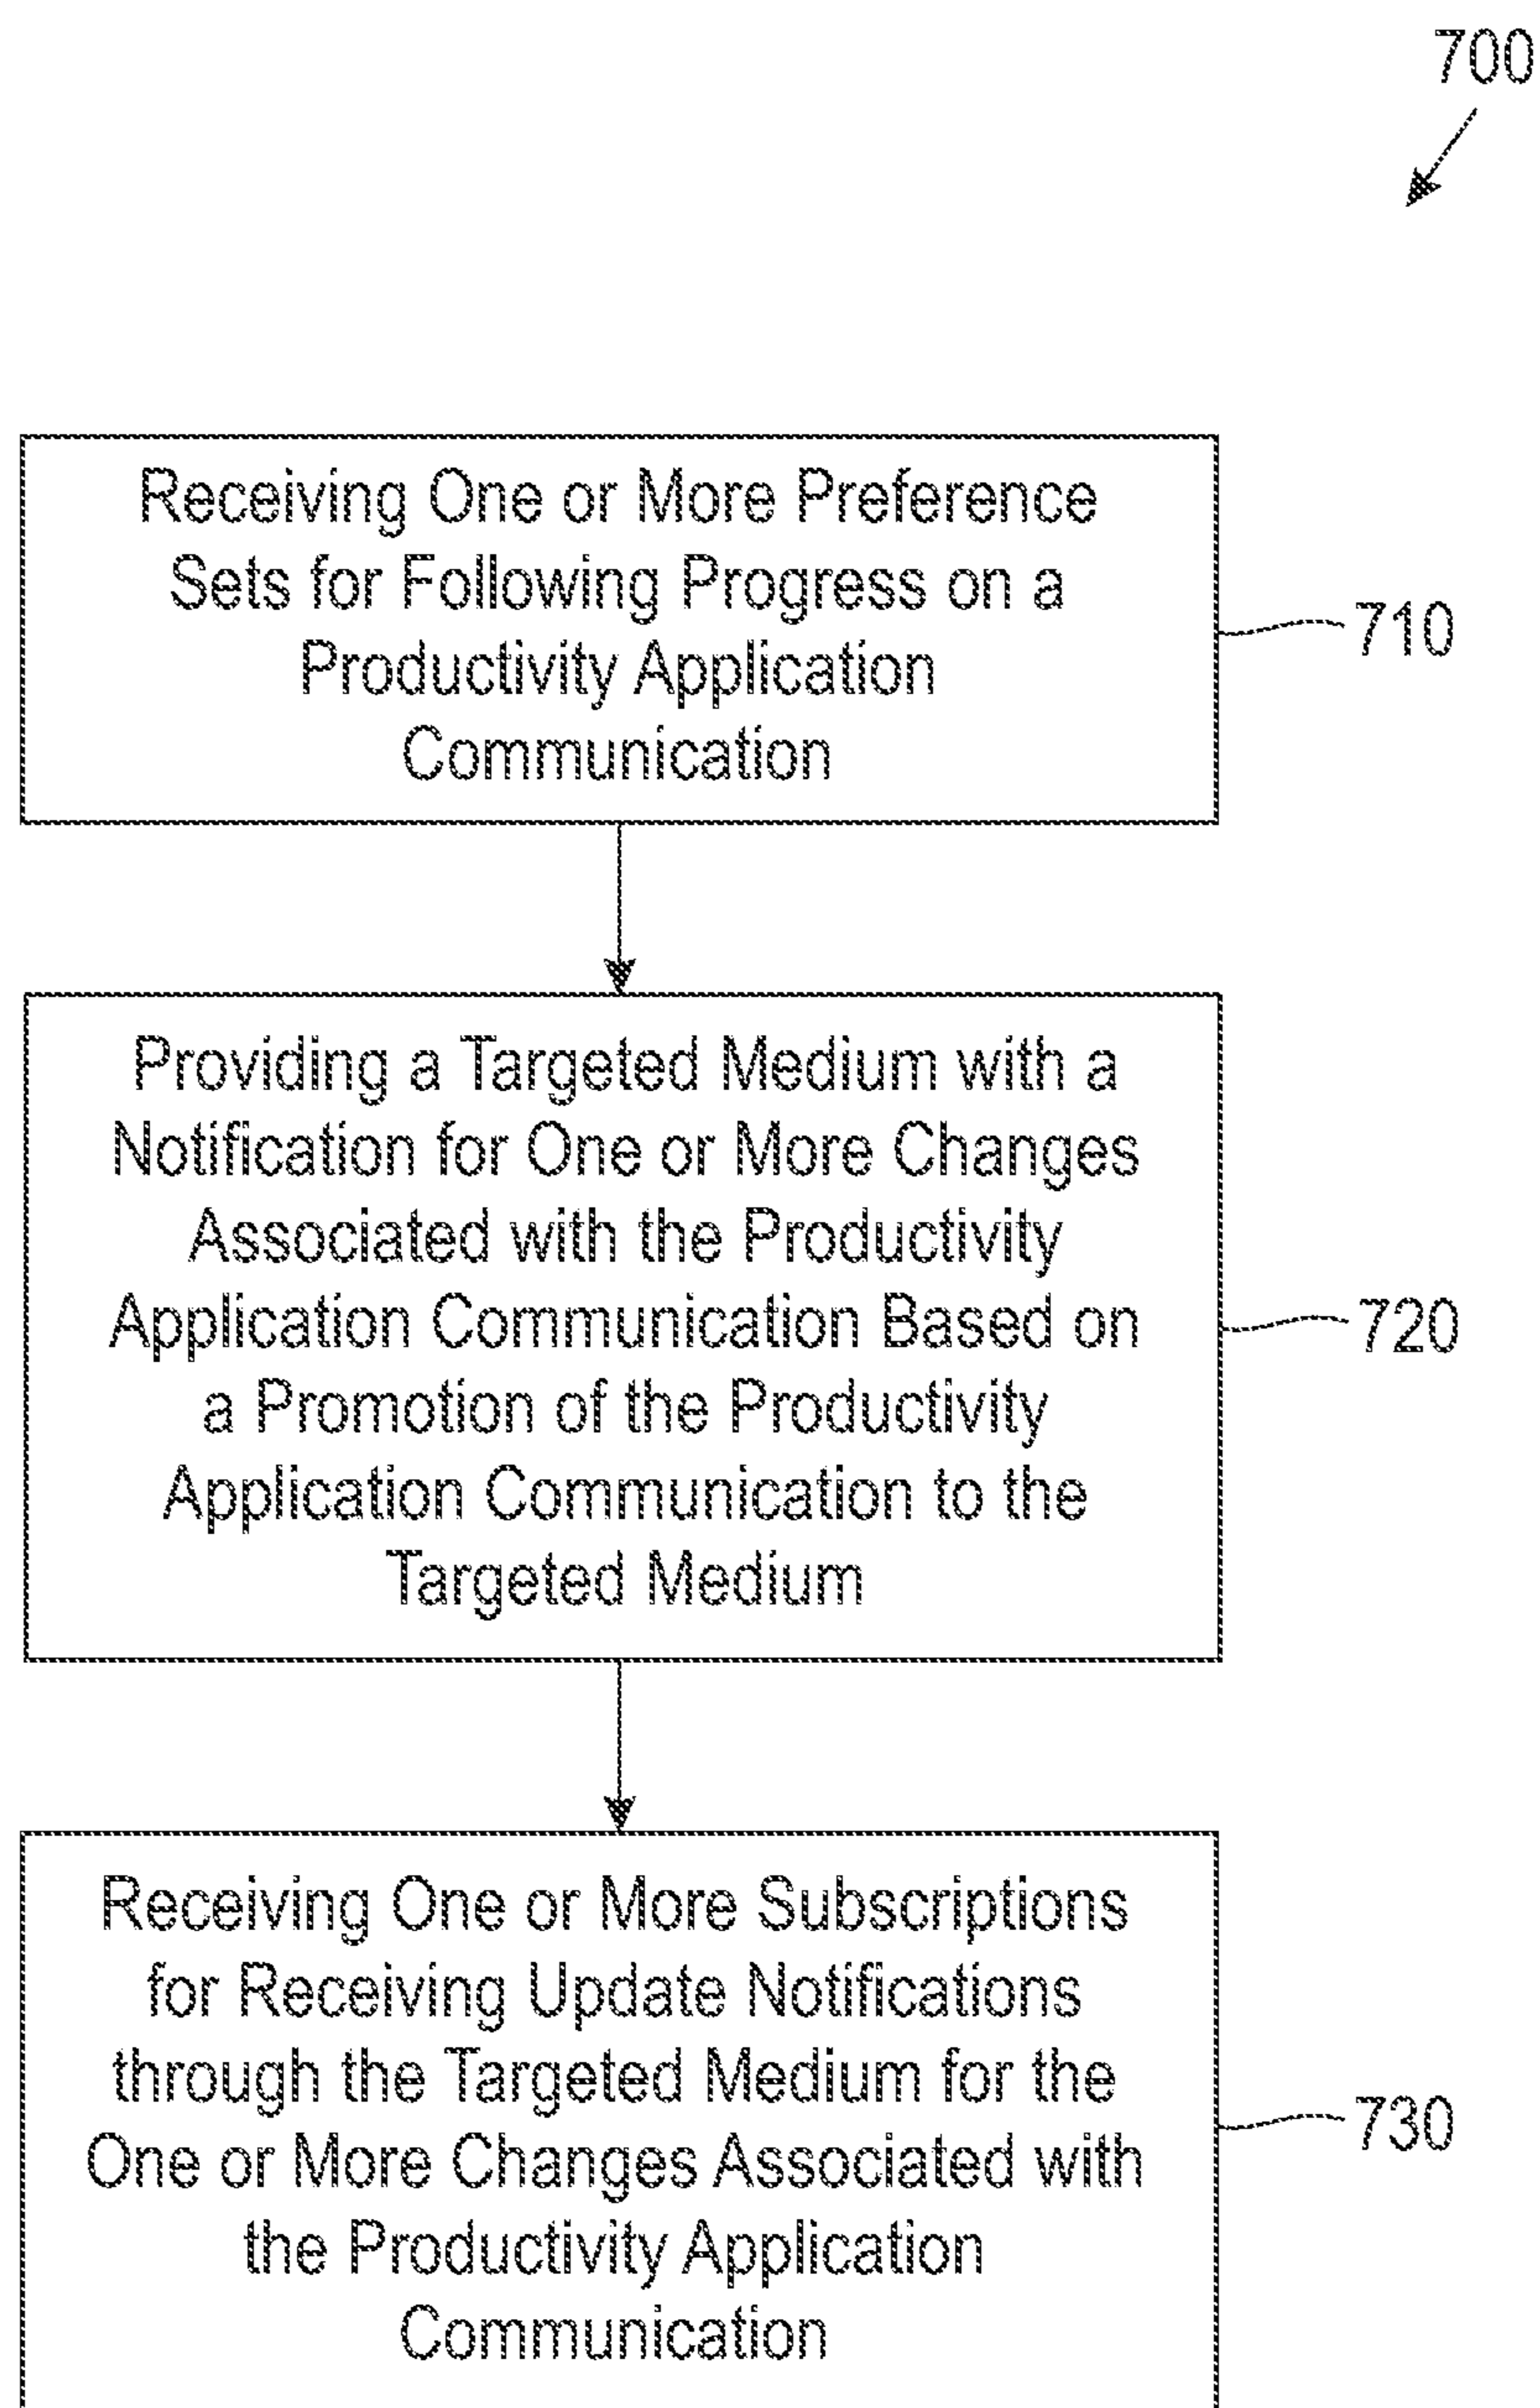 700
Receiving One or More Preference
Sets for Following Progress on a
Productivity Application
Communication
710
Providing a Targeted Medium with a
Notification for One or More Changes
Associated with the Productivity
Application Communication Based on
a Promotion of the Productivity
Application Communication to the
Targeted Medium
720
Receiving One or More Subscriptions
for Receiving Update Notifications
through the Targeted Medium for the
One or More Changes Associated with
the Productivity Application
Communication
730